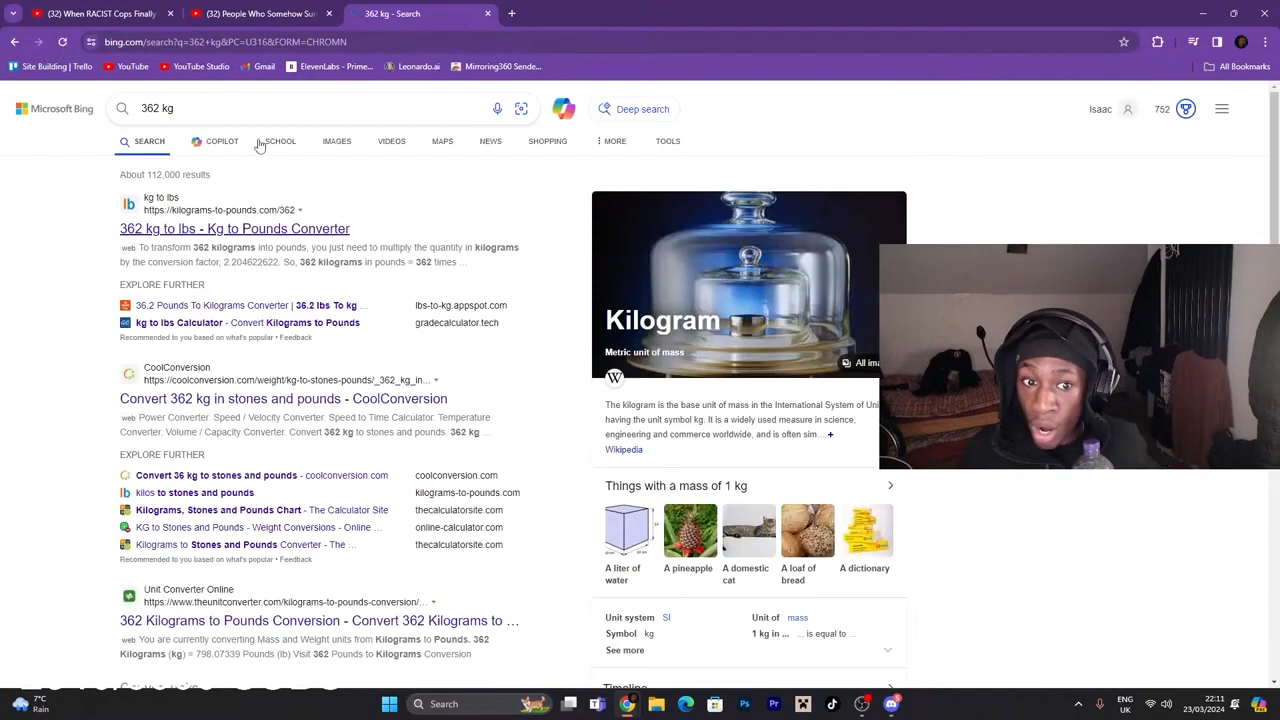 (32) When RACIST Cops Finally
(32) How Somebody Sur
362 kg - Search
bing.com/search?q=362+kg&PC=U316&FORM=CHROMN
Site Building | Trello
YouTube
YouTube Studio
Gmail
ElevenLabs - Prime...
Leonardo.ai
Mirroring360 Sende...
All Bookmarks
Microsoft Bing
362 kg
Deep search
Isaac
752
SEARCH
COPILOT
SCHOOL
IMAGES
VIDEOS
MAPS
NEWS
SHOPPING
MORE
TOOLS
About 112,000 results
lb
kg to lbs
https://kilograms-to-pounds.com/362
362 kg to lbs - Kg to Pounds Converter
web To transform 362 kilograms into pounds, you just need to multiply the quantity in kilograms
by the conversion factor, 2.204622622. So, 362 kilograms in pounds = 362 times ...
EXPLORE FURTHER
36.2 Pounds To Kilograms Converter | 36.2 lbs To kg ...
lbs-to-kg.appspot.com
kg to lbs Calculator - Convert Kilograms to Pounds
gradecalculator.tech
Recommended to you based on what's popular • Feedback
CoolConversion
https://coolconversion.com/weight/kg-to-stones-pounds/_362_kg_in...
Convert 362 kg in stones and pounds - CoolConversion
web Power Converter. Speed / Velocity Converter. Speed to Time Calculator. Temperature
Converter. Volume / Capacity Converter. Convert 362 kg to stones and pounds. 362 kg ...
EXPLORE FURTHER
Convert 36 kg to stones and pounds - coolconversion.com
coolconversion.com
lb
kilos to stones and pounds
kilograms-to-pounds.com
Kilograms, Stones and Pounds Chart - The Calculator Site
thecalculatorsite.com
KG to Stones and Pounds - Weight Conversions - Online ...
online-calculator.com
Kilograms to Stones and Pounds Converter - The ...
thecalculatorsite.com
Recommended to you based on what's popular • Feedback
Unit Converter Online
https://www.theunitconverter.com/kilograms-to-pounds-conversion/...
362 Kilograms to Pounds Conversion - Convert 362 Kilograms to ...
web You are currently converting Mass and Weight units from Kilograms to Pounds. 362
Kilograms (kg) = 798.07339 Pounds (lb) Visit 362 Pounds to Kilograms Conversion
Kilogram
Metric unit of mass
All ima
W
The kilogram is the base unit of mass in the International System of Uni
having the unit symbol kg. It is a widely used measure in science,
engineering and commerce worldwide, and is often sim... +
Wikipedia
Things with a mass of 1 kg
A liter of
water
A pineapple
A domestic
cat
A loaf of
bread
A dictionary
Unit system SI
Unit of mass
Symbol kg
1 kg in ... ... is equal to ...
See more
Timeline
7°C
Rain
Search
ENG
UK
22:11
23/03/2024